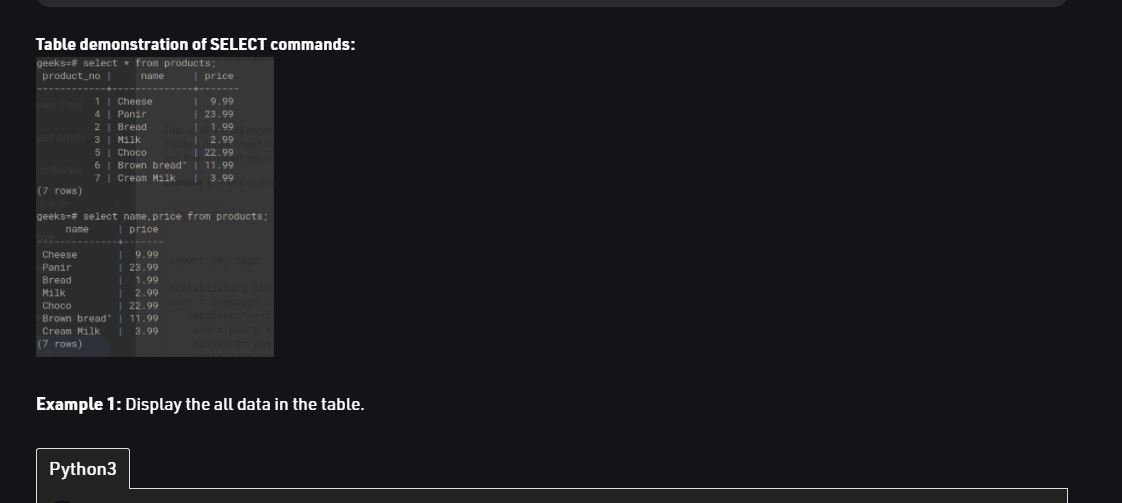 Table demonstration of SELECT commands:
geeks=# select * from products;
product_no | name | price
------------+--------------+-------
1 | Cheese | 9.99
4 | Panir | 23.99
2 | Bread | 1.99
3 | Milk | 2.99
5 | Choco | 22.99
6 | Brown bread" | 11.99
7 | Cream Milk | 3.99
(7 rows)
geeks=# select name,price from products;
name | price
--------------+-------
Cheese | 9.99
Panir | 23.99
Bread | 1.99
Milk | 2.99
Choco | 22.99
Brown bread" | 11.99
Cream Milk | 3.99
(7 rows)
Example 1: Display the all data in the table.
Python3